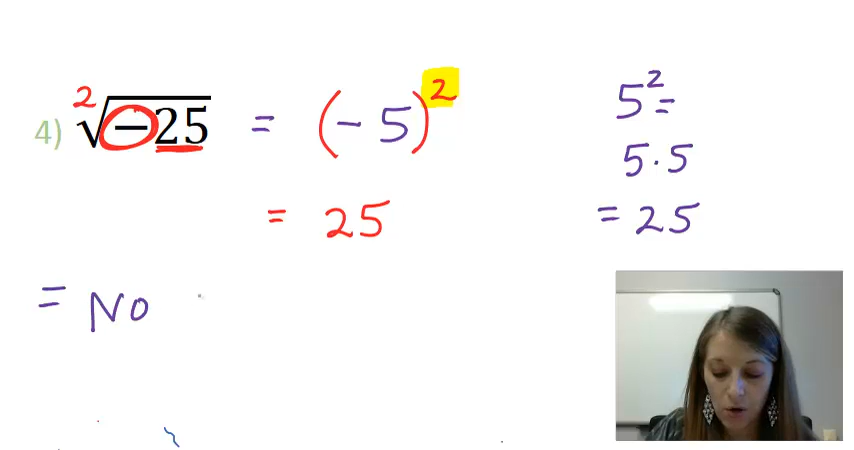 4) ²√-25 = (-5)²
= 25
= No
5² =
5·5
= 25